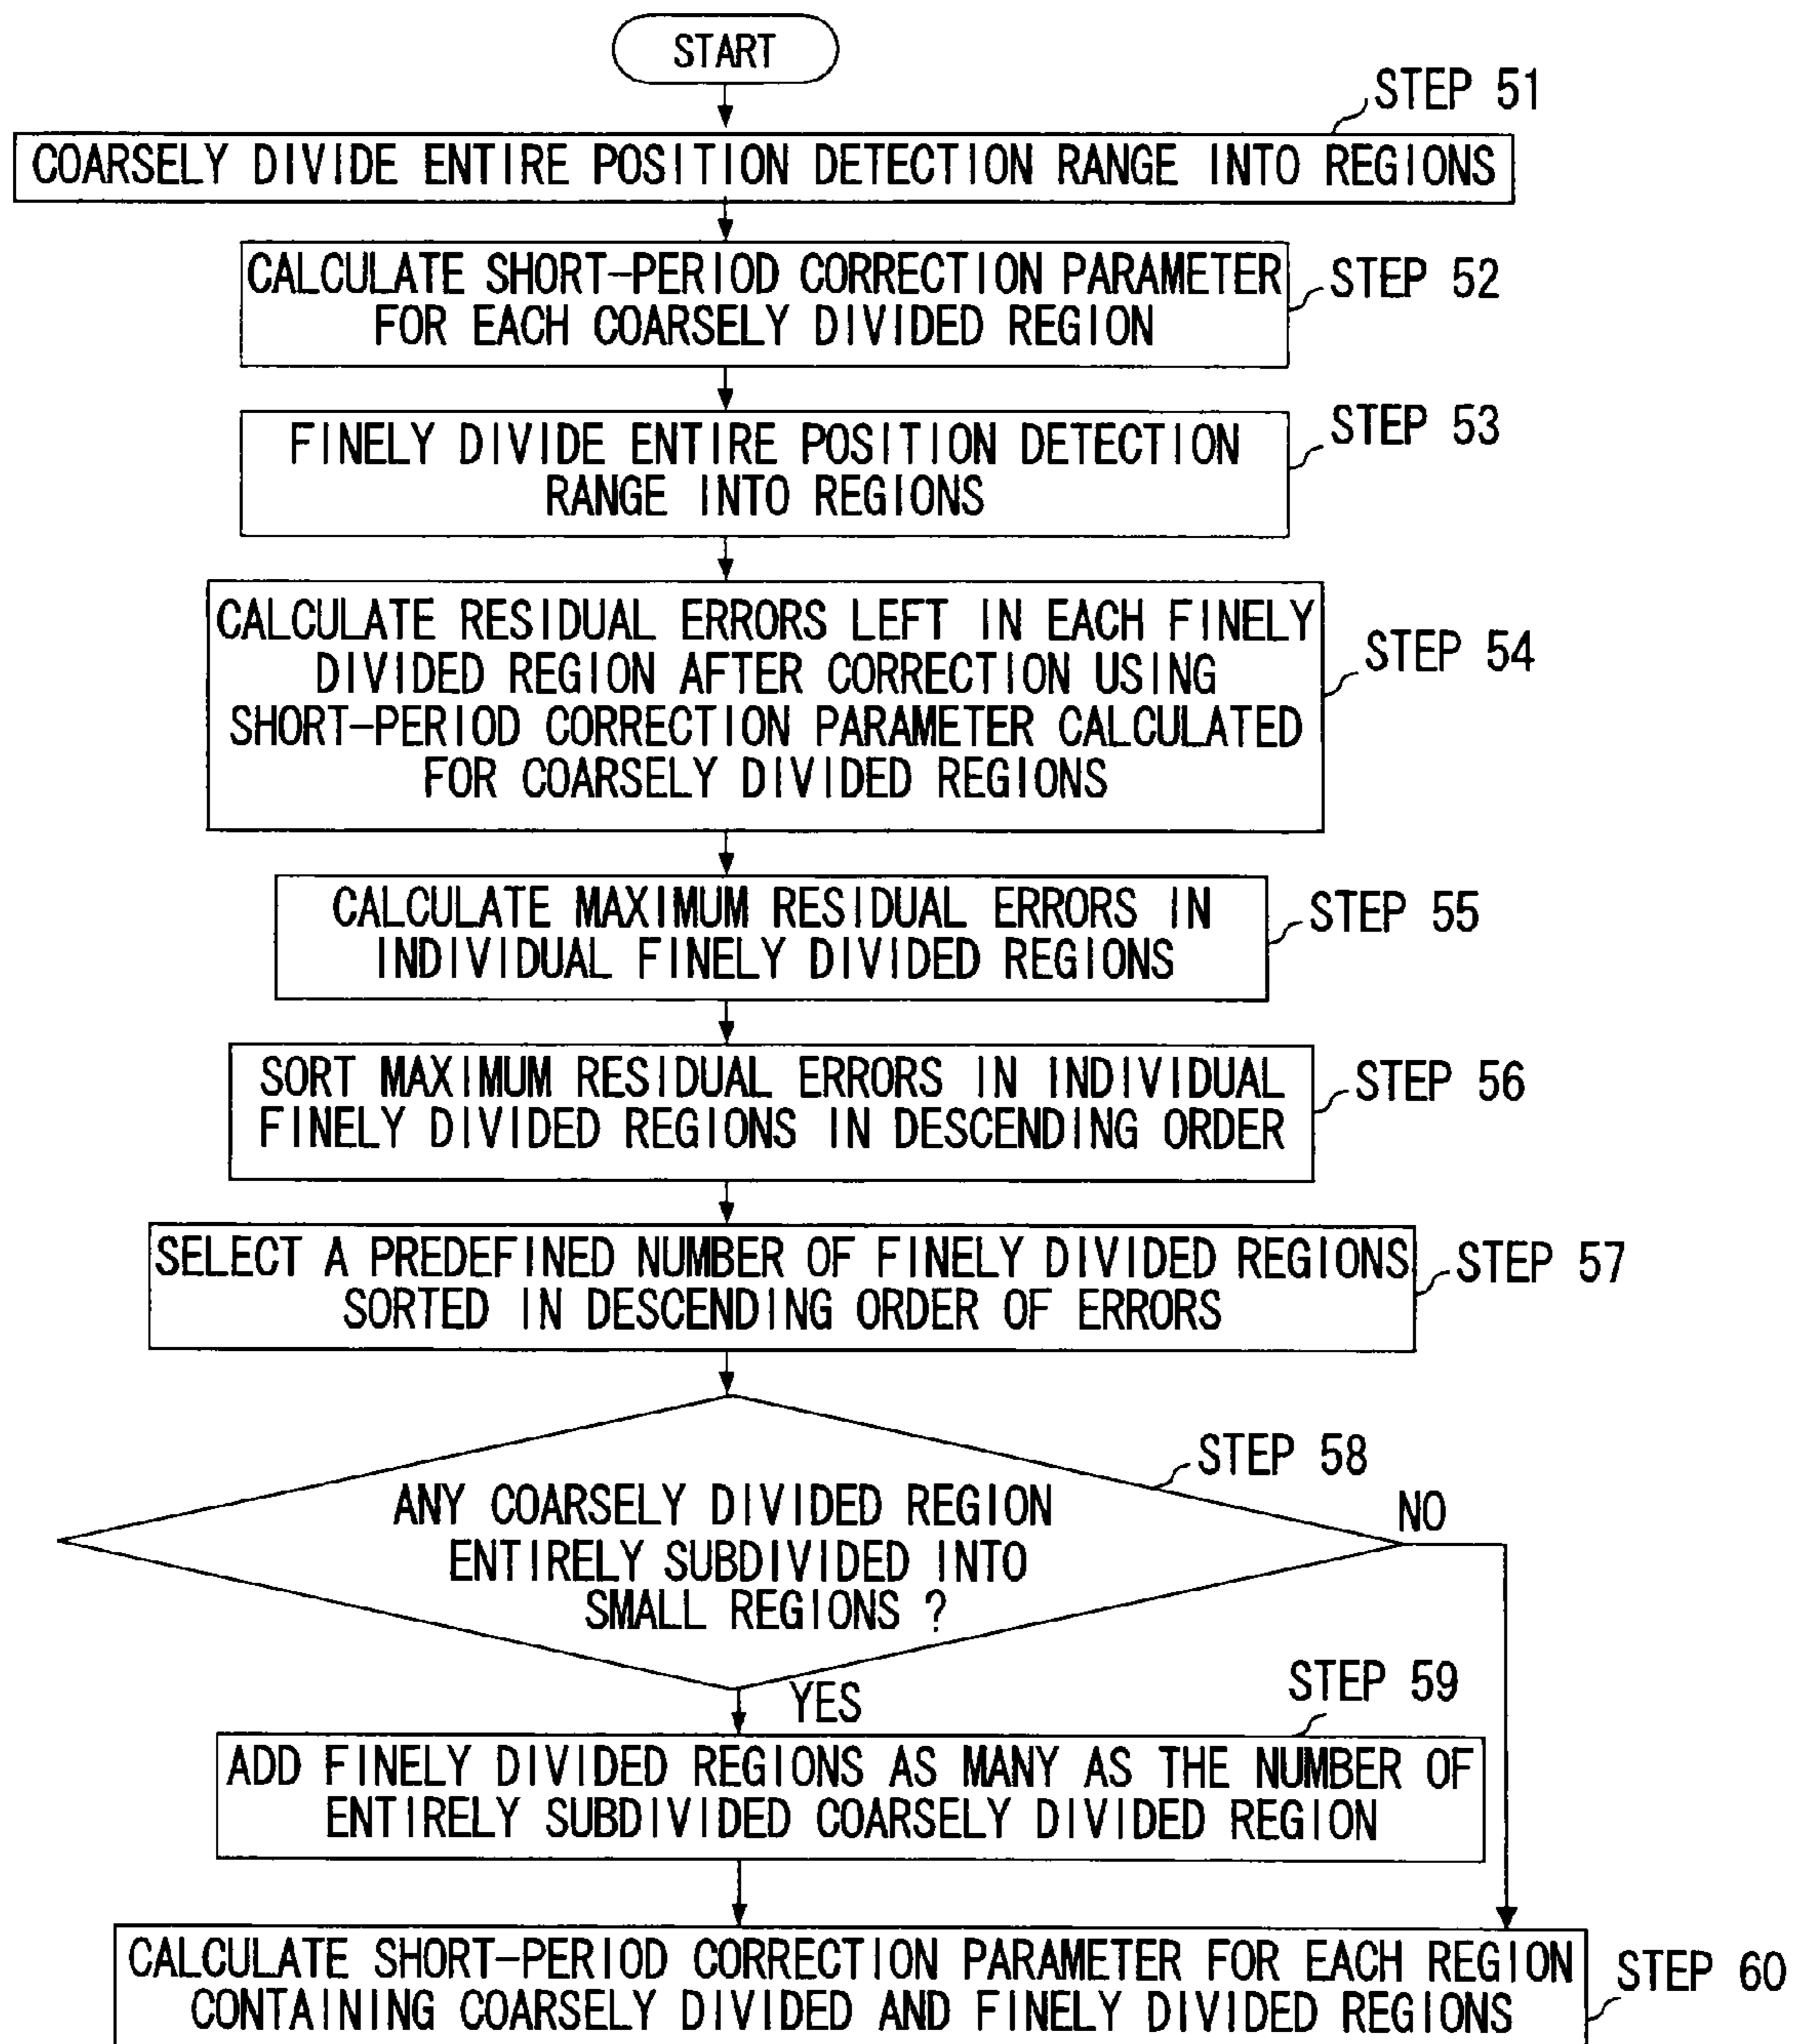 START
STEP 51
COARSELY DIVIDE ENTIRE POSITION DETECTION RANGE INTO REGIONS
CALCULATE SHORT-PERIOD CORRECTION PARAMETER
FOR EACH COARSELY DIVIDED REGION
STEP 52
FINELY DIVIDE ENTIRE POSITION DETECTION
RANGE INTO REGIONS
STEP 53
CALCULATE RESIDUAL ERRORS LEFT IN EACH FINELY
DIVIDED REGION AFTER CORRECTION USING
SHORT-PERIOD CORRECTION PARAMETER CALCULATED
FOR COARSELY DIVIDED REGIONS
STEP 54
CALCULATE MAXIMUM RESIDUAL ERRORS IN
INDIVIDUAL FINELY DIVIDED REGIONS
STEP 55
SORT MAXIMUM RESIDUAL ERRORS IN INDIVIDUAL
FINELY DIVIDED REGIONS IN DESCENDING ORDER
STEP 56
SELECT A PREDEFINED NUMBER OF FINELY DIVIDED REGIONS
SORTED IN DESCENDING ORDER OF ERRORS
STEP 57
STEP 58
ANY COARSELY DIVIDED REGION
ENTIRELY SUBDIVIDED INTO
SMALL REGIONS ?
NO
YES
STEP 59
ADD FINELY DIVIDED REGIONS AS MANY AS THE NUMBER OF
ENTIRELY SUBDIVIDED COARSELY DIVIDED REGION
CALCULATE SHORT-PERIOD CORRECTION PARAMETER FOR EACH REGION
CONTAINING COARSELY DIVIDED AND FINELY DIVIDED REGIONS
STEP 60